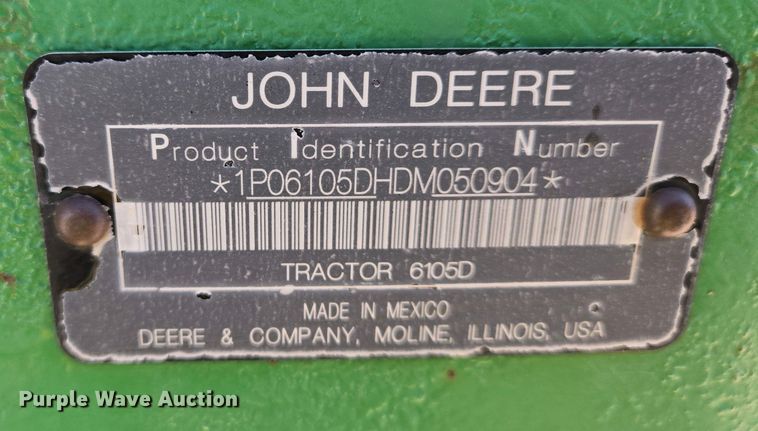 JOHN DEERE
Product Identification Number
*1P06105DHDM050904*
TRACTOR 6105D
MADE IN MEXICO
DEERE & COMPANY, MOLINE, ILLINOIS, USA
Purple Wave Auction